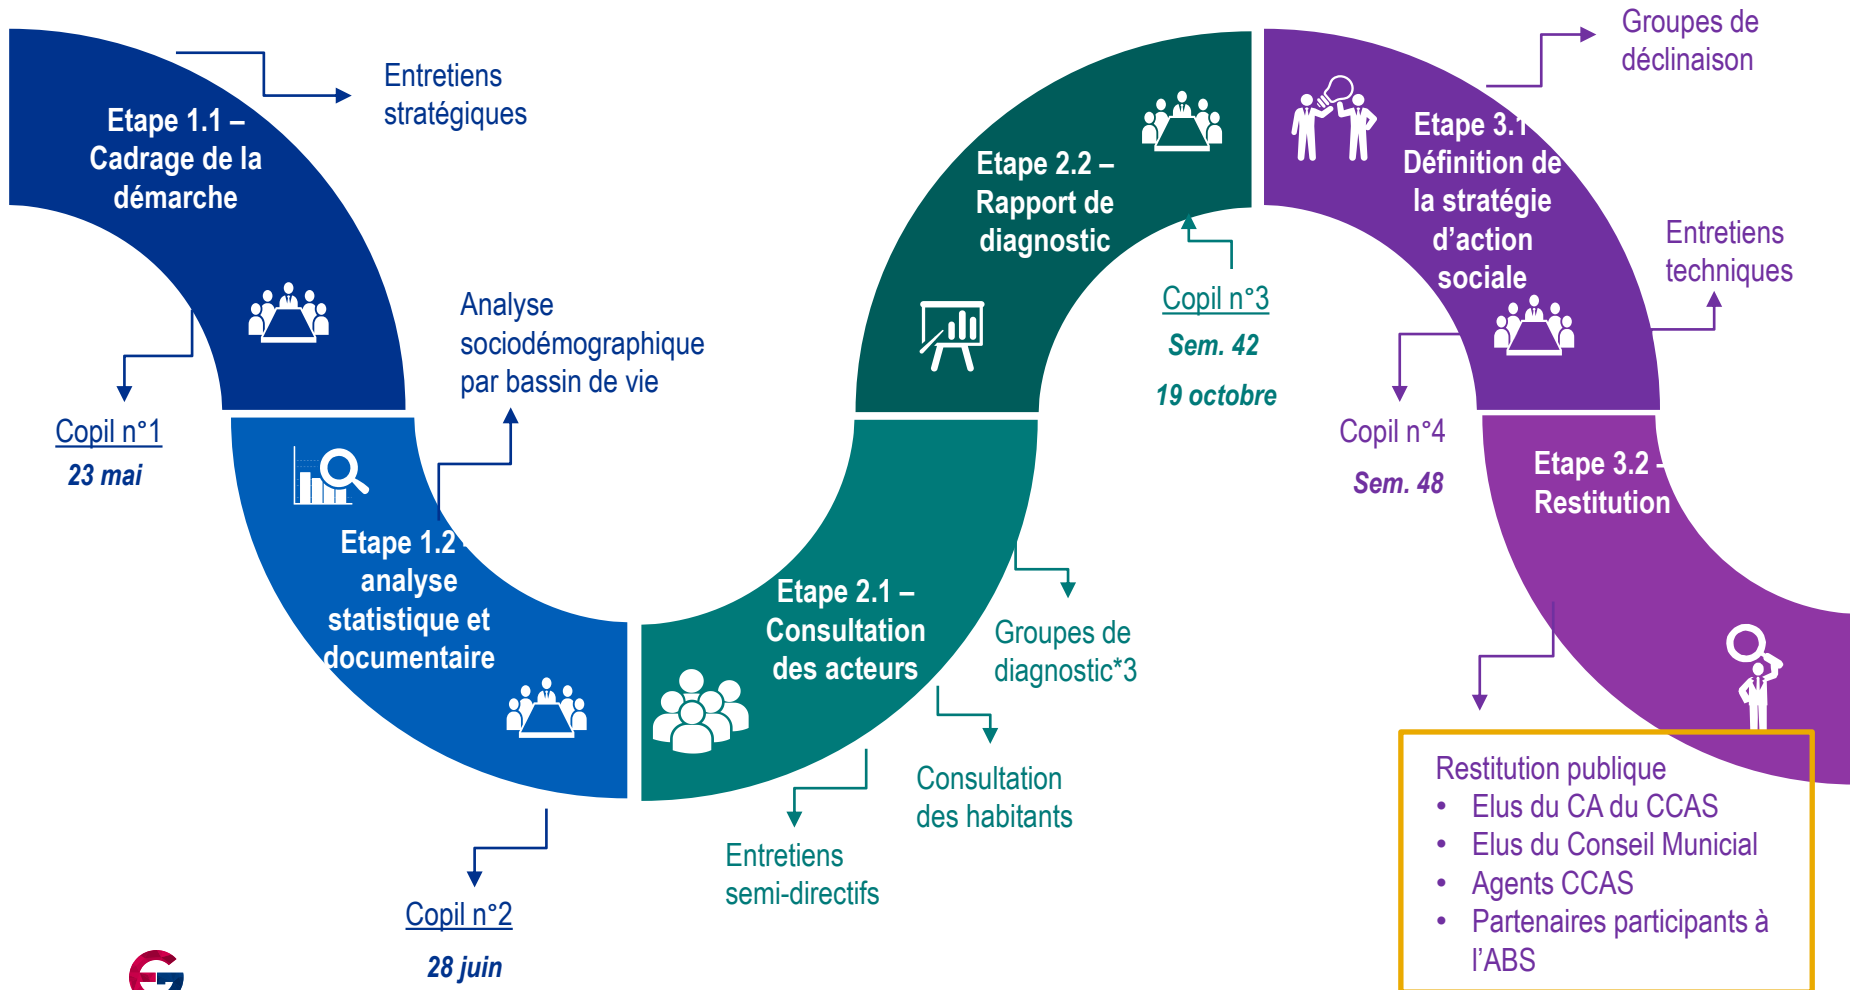 Entretiens
stratégiques
Etape 1.1 –
Cadrage de la
démarche
Copil n°1
23 mai
Analyse
sociodémographique
par bassin de vie
Etape 1.2 -
analyse
statistique et
documentaire
Copil n°2
28 juin
Etape 2.1 –
Consultation
des acteurs
Entretiens
semi-directifs
Consultation
des habitants
Groupes de
diagnostic*3
Etape 2.2 –
Rapport de
diagnostic
Copil n°3
Sem. 42
19 octobre
Groupes de
déclinaison
Etape 3.1
Définition de
la stratégie
d’action
sociale
Entretiens
techniques
Copil n°4
Sem. 48
Etape 3.2 -
Restitution
Restitution publique
• Elus du CA du CCAS
• Elus du Conseil Municial
• Agents CCAS
• Partenaires participants à
l’ABS